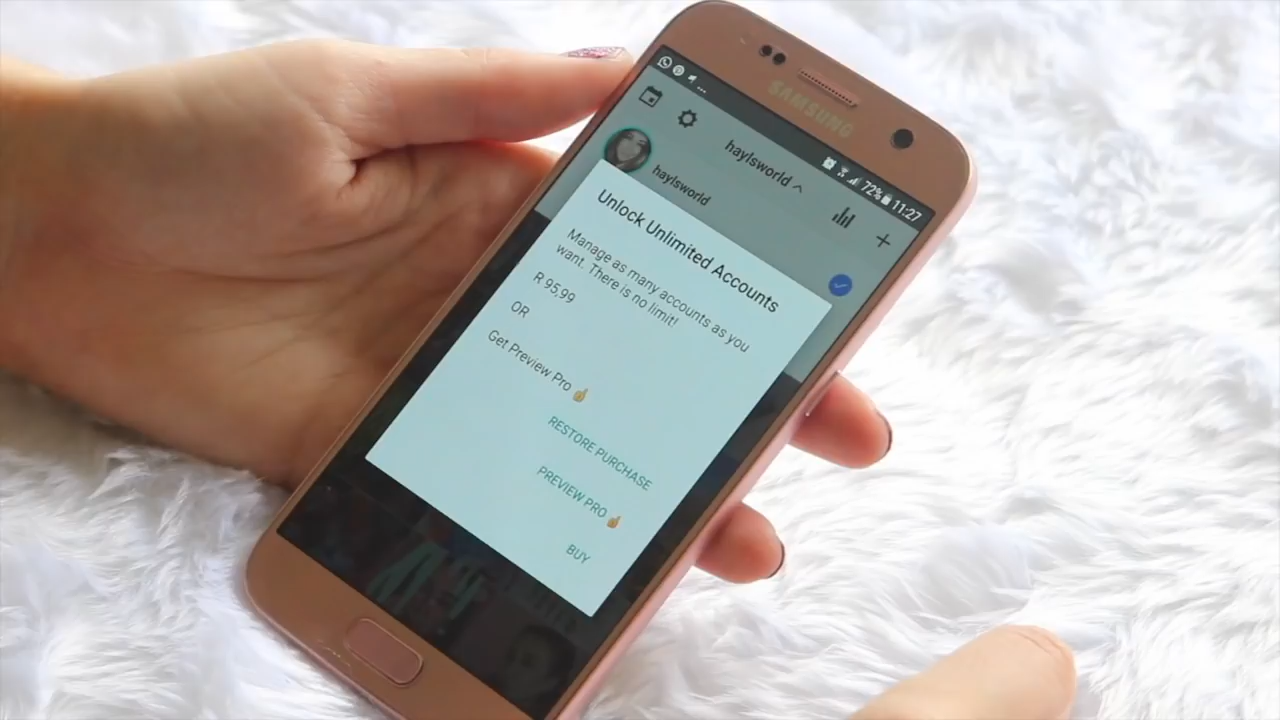 SAMSUNG
72% 11:27
haylsworld
haylsworld
Unlock Unlimited Accounts
Manage as many accounts as you
want. There is no limit!
R 95,99
OR
Get Preview Pro
RESTORE PURCHASE
PREVIEW PRO
BUY